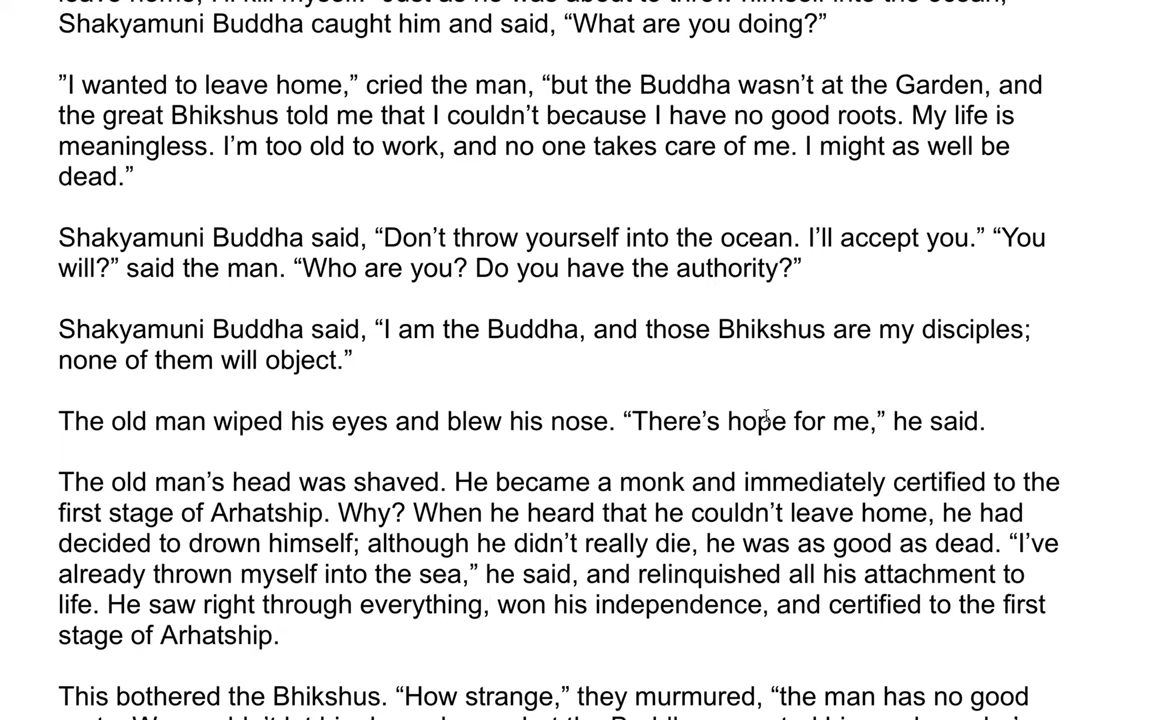 Shakyamuni Buddha caught him and said, “What are you doing?”
”I wanted to leave home,” cried the man, “but the Buddha wasn’t at the Garden, and
the great Bhikshus told me that I couldn’t because I have no good roots. My life is
meaningless. I’m too old to work, and no one takes care of me. I might as well be
dead.”
Shakyamuni Buddha said, “Don’t throw yourself into the ocean. I’ll accept you.” “You
will?” said the man. “Who are you? Do you have the authority?”
Shakyamuni Buddha said, “I am the Buddha, and those Bhikshus are my disciples;
none of them will object.”
The old man wiped his eyes and blew his nose. “There’s hope for me,” he said.
The old man’s head was shaved. He became a monk and immediately certified to the
first stage of Arhatship. Why? When he heard that he couldn’t leave home, he had
decided to drown himself; although he didn’t really die, he was as good as dead. “I’ve
already thrown myself into the sea,” he said, and relinquished all his attachment to
life. He saw right through everything, won his independence, and certified to the first
stage of Arhatship.
This bothered the Bhikshus. “How strange,” they murmured, “the man has no good